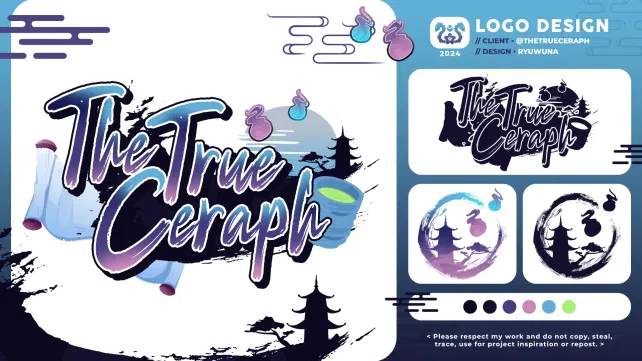 The True
Ceraph
2024
LOGO DESIGN
// CLIENT • @THETRUECERAPH
// DESIGN • RYUWUNA
The True
Ceraph
< Please respect my work and do not copy, steal,
trace, use for project inspiration or repost. >